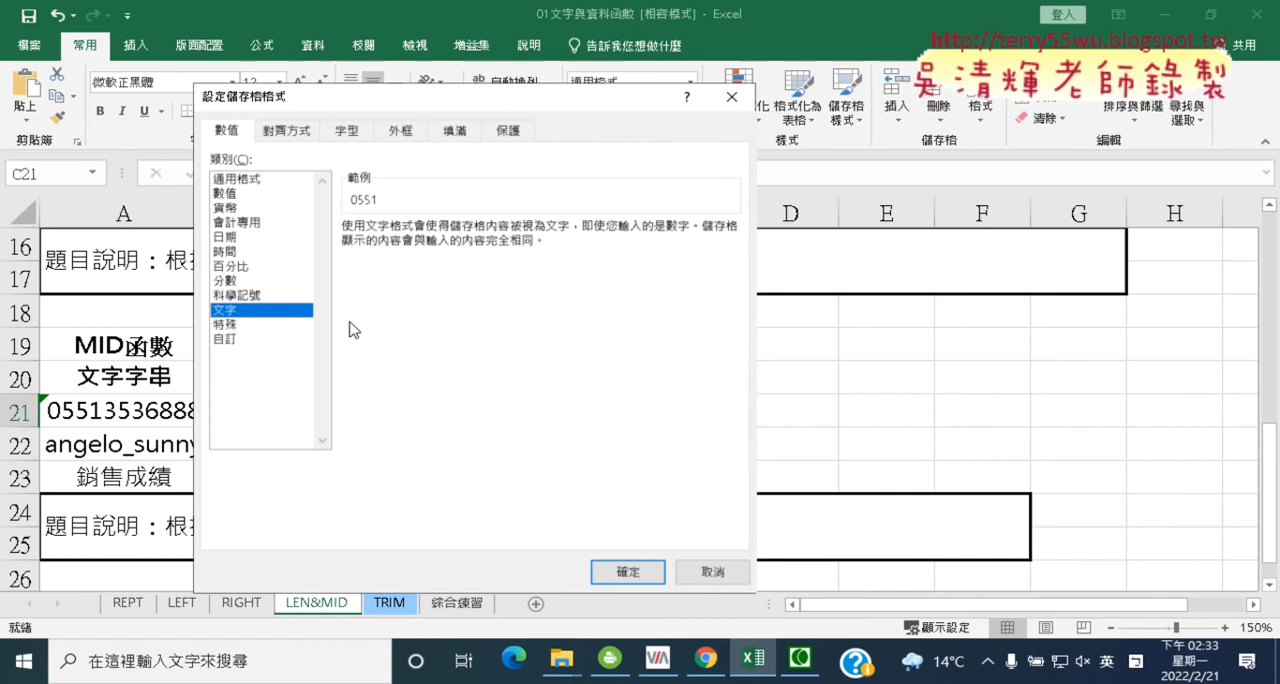 01文字與資料函數 [相容模式] - Excel
登入
檔案 常用 插入 版面配置 公式 資料 校閱 檢視 增益集 說明 告訴我您想做什麼 共用
http://terry55wu.blogspot.tw
吳清輝老師錄製
貼上
剪貼簿
微軟正黑體 12
B I U
自動換列
通用格式
格式化為 儲存格
表格 樣式
樣式
插入 刪除 格式
儲存格
清除
排序與篩選 尋找與
選取
編輯
C21
設定儲存格格式
數值 對齊方式 字型 外框 填滿 保護
類別(C):
通用格式
數值
貨幣
會計專用
日期
時間
百分比
分數
科學記號
文字
特殊
自訂
範例
0551
使用文字格式會使得儲存格內容被視為文字，即使您輸入的是數字。儲存格
顯示的內容會與輸入的內容完全相同。
確定 取消
A D E F G H
16
題目說明：根
17
18
19 MID函數
20 文字字串
21 05513536888
22 angelo_sunny
23 銷售成績
24
題目說明：根
25
26
REPT LEFT RIGHT LEN&MID TRIM 綜合練習
就緒 顯示設定 150%
在這裡輸入文字來搜尋
14°C 英
下午 02:33
星期一
2022/2/21